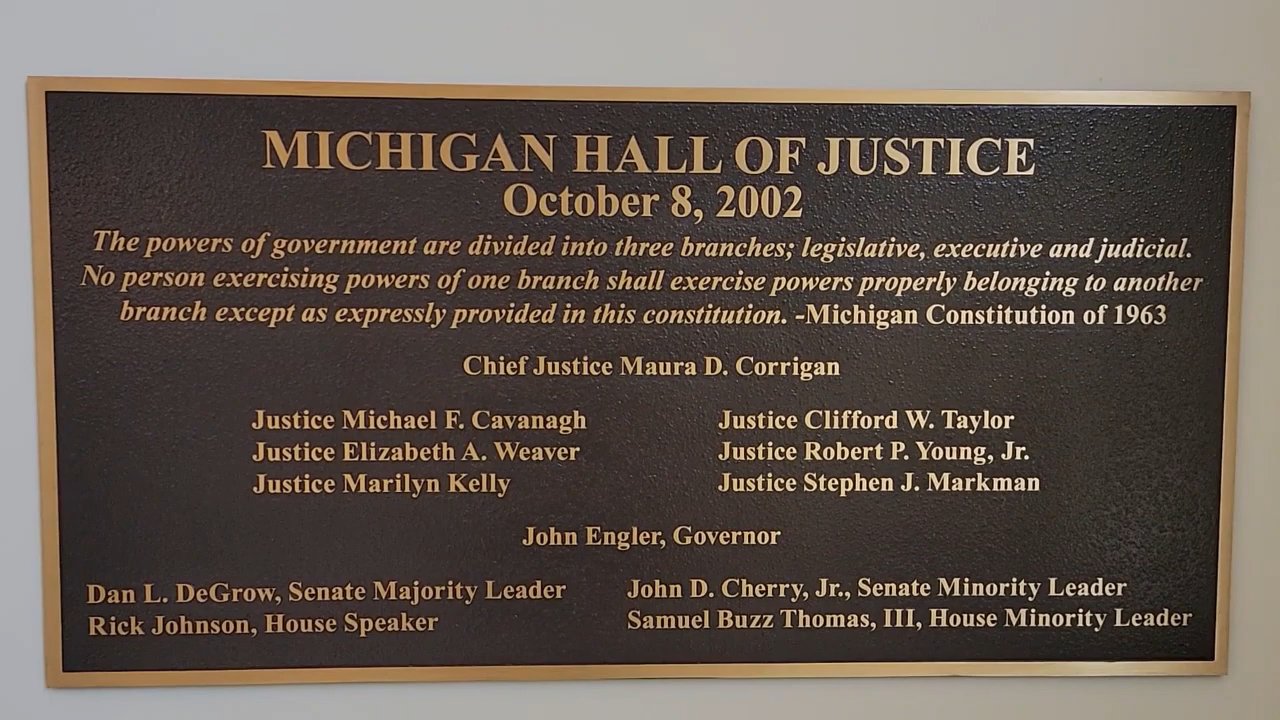 MICHIGAN HALL OF JUSTICE
October 8, 2002
The powers of government are divided into three branches; legislative, executive and judicial.
No person exercising powers of one branch shall exercise powers properly belonging to another
branch except as expressly provided in this constitution. -Michigan Constitution of 1963
Chief Justice Maura D. Corrigan
Justice Michael F. Cavanagh
Justice Elizabeth A. Weaver
Justice Marilyn Kelly
Justice Clifford W. Taylor
Justice Robert P. Young, Jr.
Justice Stephen J. Markman
John Engler, Governor
Dan L. DeGrow, Senate Majority Leader
Rick Johnson, House Speaker
John D. Cherry, Jr., Senate Minority Leader
Samuel Buzz Thomas, III, House Minority Leader